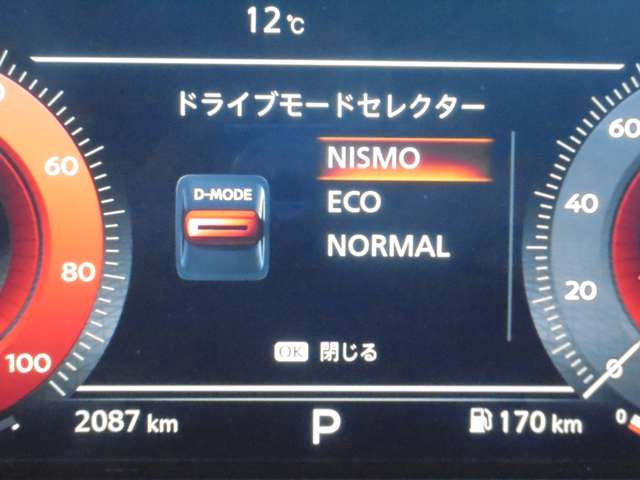 12℃
ドライブモードセレクター
NISMO
D-MODE
ECO
NORMAL
60
80
100
60
40
20
0
OK 閉じる
2087 km
P
170 km
0